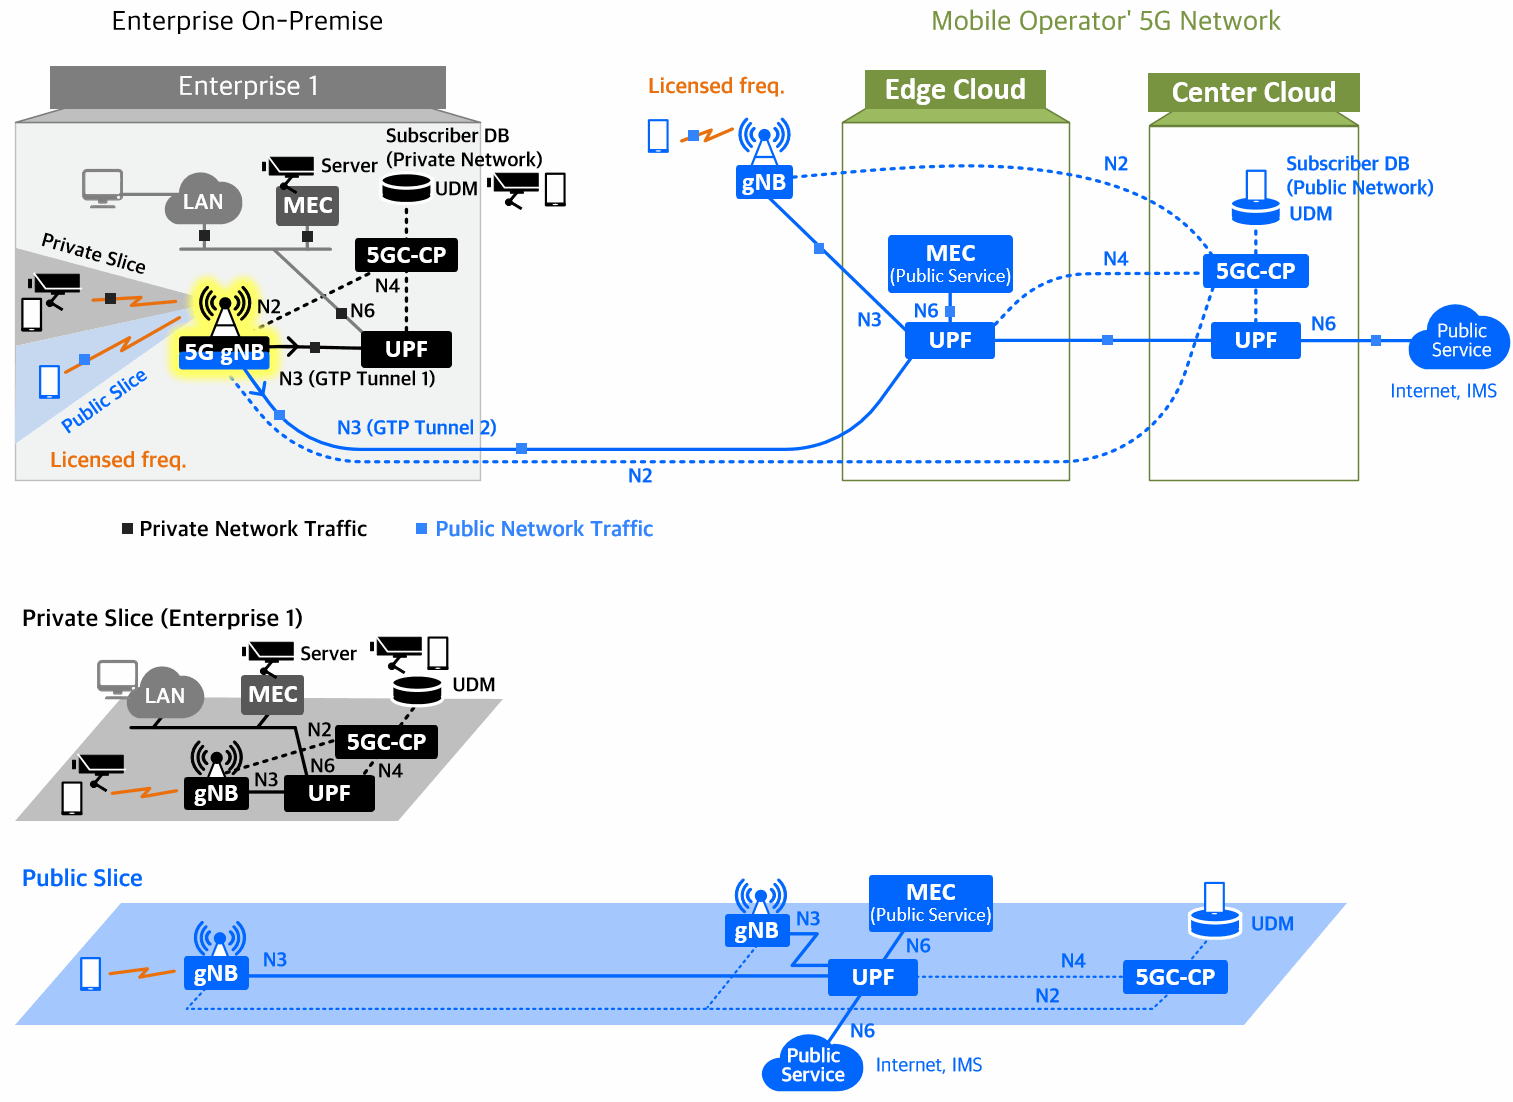 Enterprise On-Premise
Mobile Operator' 5G Network
Enterprise 1
Licensed freq.
Edge Cloud
Center Cloud
Subscriber DB
(Private Network)
Server
UDM
LAN
MEC
gNB
N2
Subscriber DB
(Public Network)
UDM
Private Slice
5GC-CP
N4
N2
N6
MEC
(Public Service)
N4
5GC-CP
5G gNB
UPF
N3 (GTP Tunnel 1)
N3
N6
UPF
UPF
N6
Public
Service
Internet, IMS
Public Slice
N3 (GTP Tunnel 2)
Licensed freq.
N2
Private Network Traffic
Public Network Traffic
Private Slice (Enterprise 1)
Server
LAN
MEC
UDM
N2
5GC-CP
N6
N4
gNB
N3
UPF
Public Slice
MEC
(Public Service)
gNB
N3
N6
UDM
gNB
N3
UPF
N4
5GC-CP
N2
N6
Public
Service
Internet, IMS